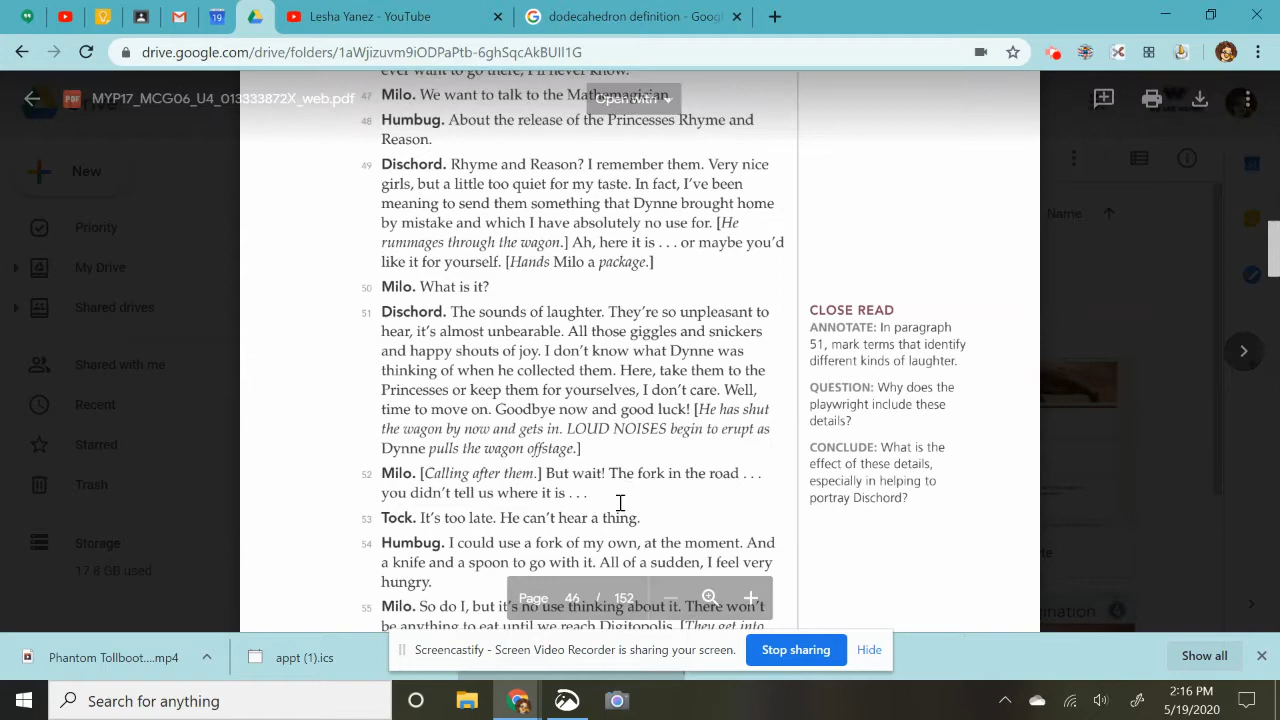 19
Lesha Yanez - YouTube
dodecahedron definition - Goog
drive.google.com/drive/folders/1aWjizuvm9iODPaPtb-6ghSqcAkBUIl1G
MYP17_MCG06_U4_013333872X_web.pdf
Open with
ever want to go there, I'll never know.
47 Milo. We want to talk to the Mathemagician.
48 Humbug. About the release of the Princesses Rhyme and
Reason.
49 Dischord. Rhyme and Reason? I remember them. Very nice
girls, but a little too quiet for my taste. In fact, I've been
meaning to send them something that Dynne brought home
by mistake and which I have absolutely no use for. [He
rummages through the wagon.] Ah, here it is . . . or maybe you'd
like it for yourself. [Hands Milo a package.]
50 Milo. What is it?
51 Dischord. The sounds of laughter. They're so unpleasant to
hear, it's almost unbearable. All those giggles and snickers
and happy shouts of joy. I don't know what Dynne was
thinking of when he collected them. Here, take them to the
Princesses or keep them for yourselves, I don't care. Well,
time to move on. Goodbye now and good luck! [He has shut
the wagon by now and gets in. LOUD NOISES begin to erupt as
Dynne pulls the wagon offstage.]
52 Milo. [Calling after them.] But wait! The fork in the road . . .
you didn't tell us where it is . . .
53 Tock. It's too late. He can't hear a thing.
54 Humbug. I could use a fork of my own, at the moment. And
a knife and a spoon to go with it. All of a sudden, I feel very
hungry.
55 Milo. So do I, but it's no use thinking about it. There won't
be anything to eat until we reach Digitopolis. [They get into
CLOSE READ
ANNOTATE: In paragraph
51, mark terms that identify
different kinds of laughter.
QUESTION: Why does the
playwright include these
details?
CONCLUDE: What is the
effect of these details,
especially in helping to
portray Dischord?
New
Priority
My Drive
Shared drives
Shared with me
Recent
Starred
Trash
Storage
17.8 GB used
Name
Page 46 / 152
Phantom Tollboot....mp4
appt (1).ics
Screencastify - Screen Video Recorder is sharing your screen.
Stop sharing
Hide
Show all
Search for anything
2:16 PM
5/19/2020